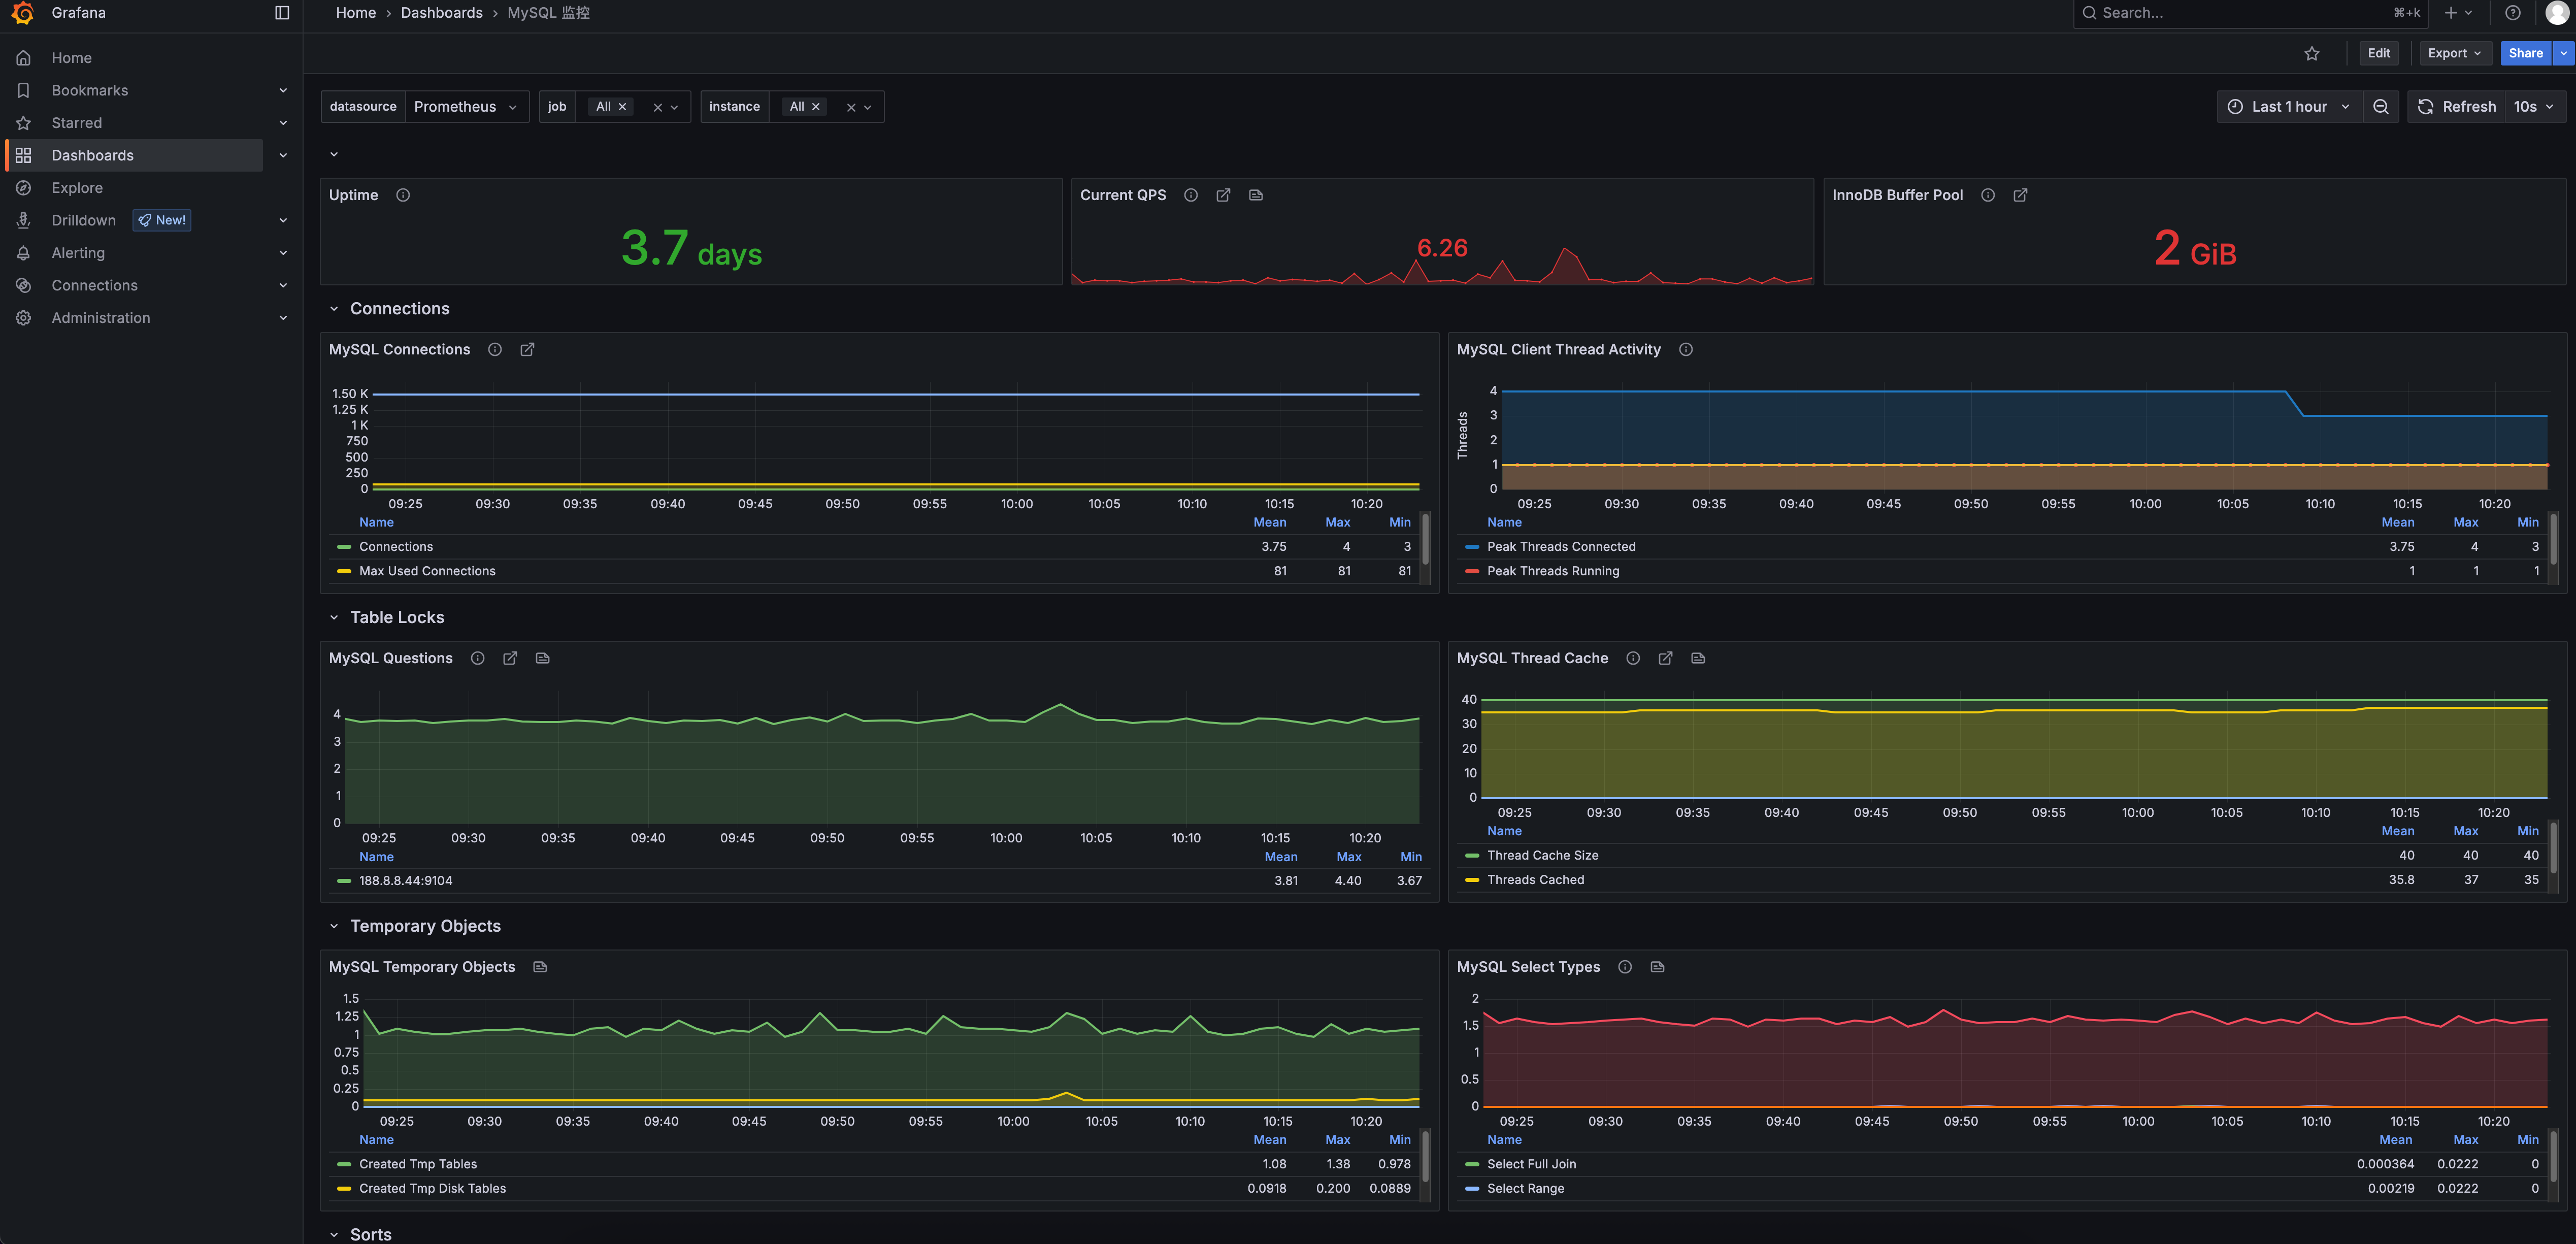 Grafana
Home › Dashboards › MySQL 监控
Search... ⌘+k
Home
Bookmarks
Starred
Dashboards
Explore
Drilldown New!
Alerting
Connections
Administration
Edit Export Share
datasource Prometheus job All instance All Last 1 hour Refresh 10s
Uptime
3.7 days
Current QPS
6.26
InnoDB Buffer Pool
2 GiB
Connections
MySQL Connections
1.50 K
1.25 K
1 K
750
500
250
0
09:25 09:30 09:35 09:40 09:45 09:50 09:55 10:00 10:05 10:10 10:15 10:20
Name Mean Max Min
Connections 3.75 4 3
Max Used Connections 81 81 81
MySQL Client Thread Activity
Threads
4
3
2
1
0
09:25 09:30 09:35 09:40 09:45 09:50 09:55 10:00 10:05 10:10 10:15 10:20
Name Mean Max Min
Peak Threads Connected 3.75 4 3
Peak Threads Running 1 1 1
Table Locks
MySQL Questions
4
3
2
1
0
09:25 09:30 09:35 09:40 09:45 09:50 09:55 10:00 10:05 10:10 10:15 10:20
Name Mean Max Min
188.8.8.44:9104 3.81 4.40 3.67
MySQL Thread Cache
40
30
20
10
0
09:25 09:30 09:35 09:40 09:45 09:50 09:55 10:00 10:05 10:10 10:15 10:20
Name Mean Max Min
Thread Cache Size 40 40 40
Threads Cached 35.8 37 35
Temporary Objects
MySQL Temporary Objects
1.5
1.25
1
0.75
0.5
0.25
0
09:25 09:30 09:35 09:40 09:45 09:50 09:55 10:00 10:05 10:10 10:15 10:20
Name Mean Max Min
Created Tmp Tables 1.08 1.38 0.978
Created Tmp Disk Tables 0.0918 0.200 0.0889
MySQL Select Types
2
1.5
1
0.5
0
09:25 09:30 09:35 09:40 09:45 09:50 09:55 10:00 10:05 10:10 10:15 10:20
Name Mean Max Min
Select Full Join 0.000364 0.0222 0
Select Range 0.00219 0.0222 0
Sorts